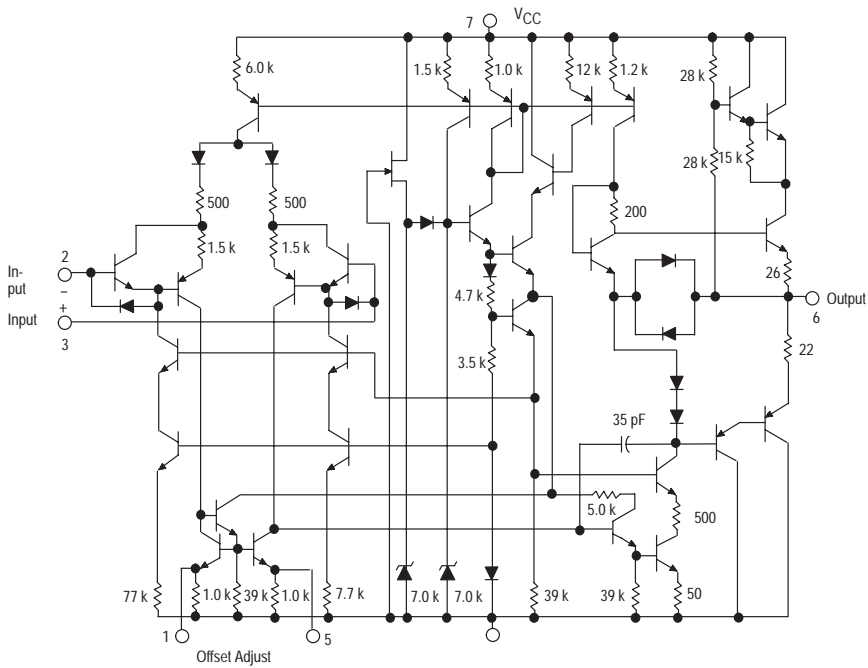 7 VCC
6.0 k
1.5 k
1.0 k
12 k
1.2 k
28 k
28 k
15 k
500
500
200
1.5 k
1.5 k
2
In-
put
−
26
4.7 k
Output
6
+
Input
3
22
3.5 k
35 pF
5.0 k
500
77 k
1.0 k
39 k
1.0 k
7.7 k
7.0 k
7.0 k
39 k
39 k
50
1
5
Offset Adjust